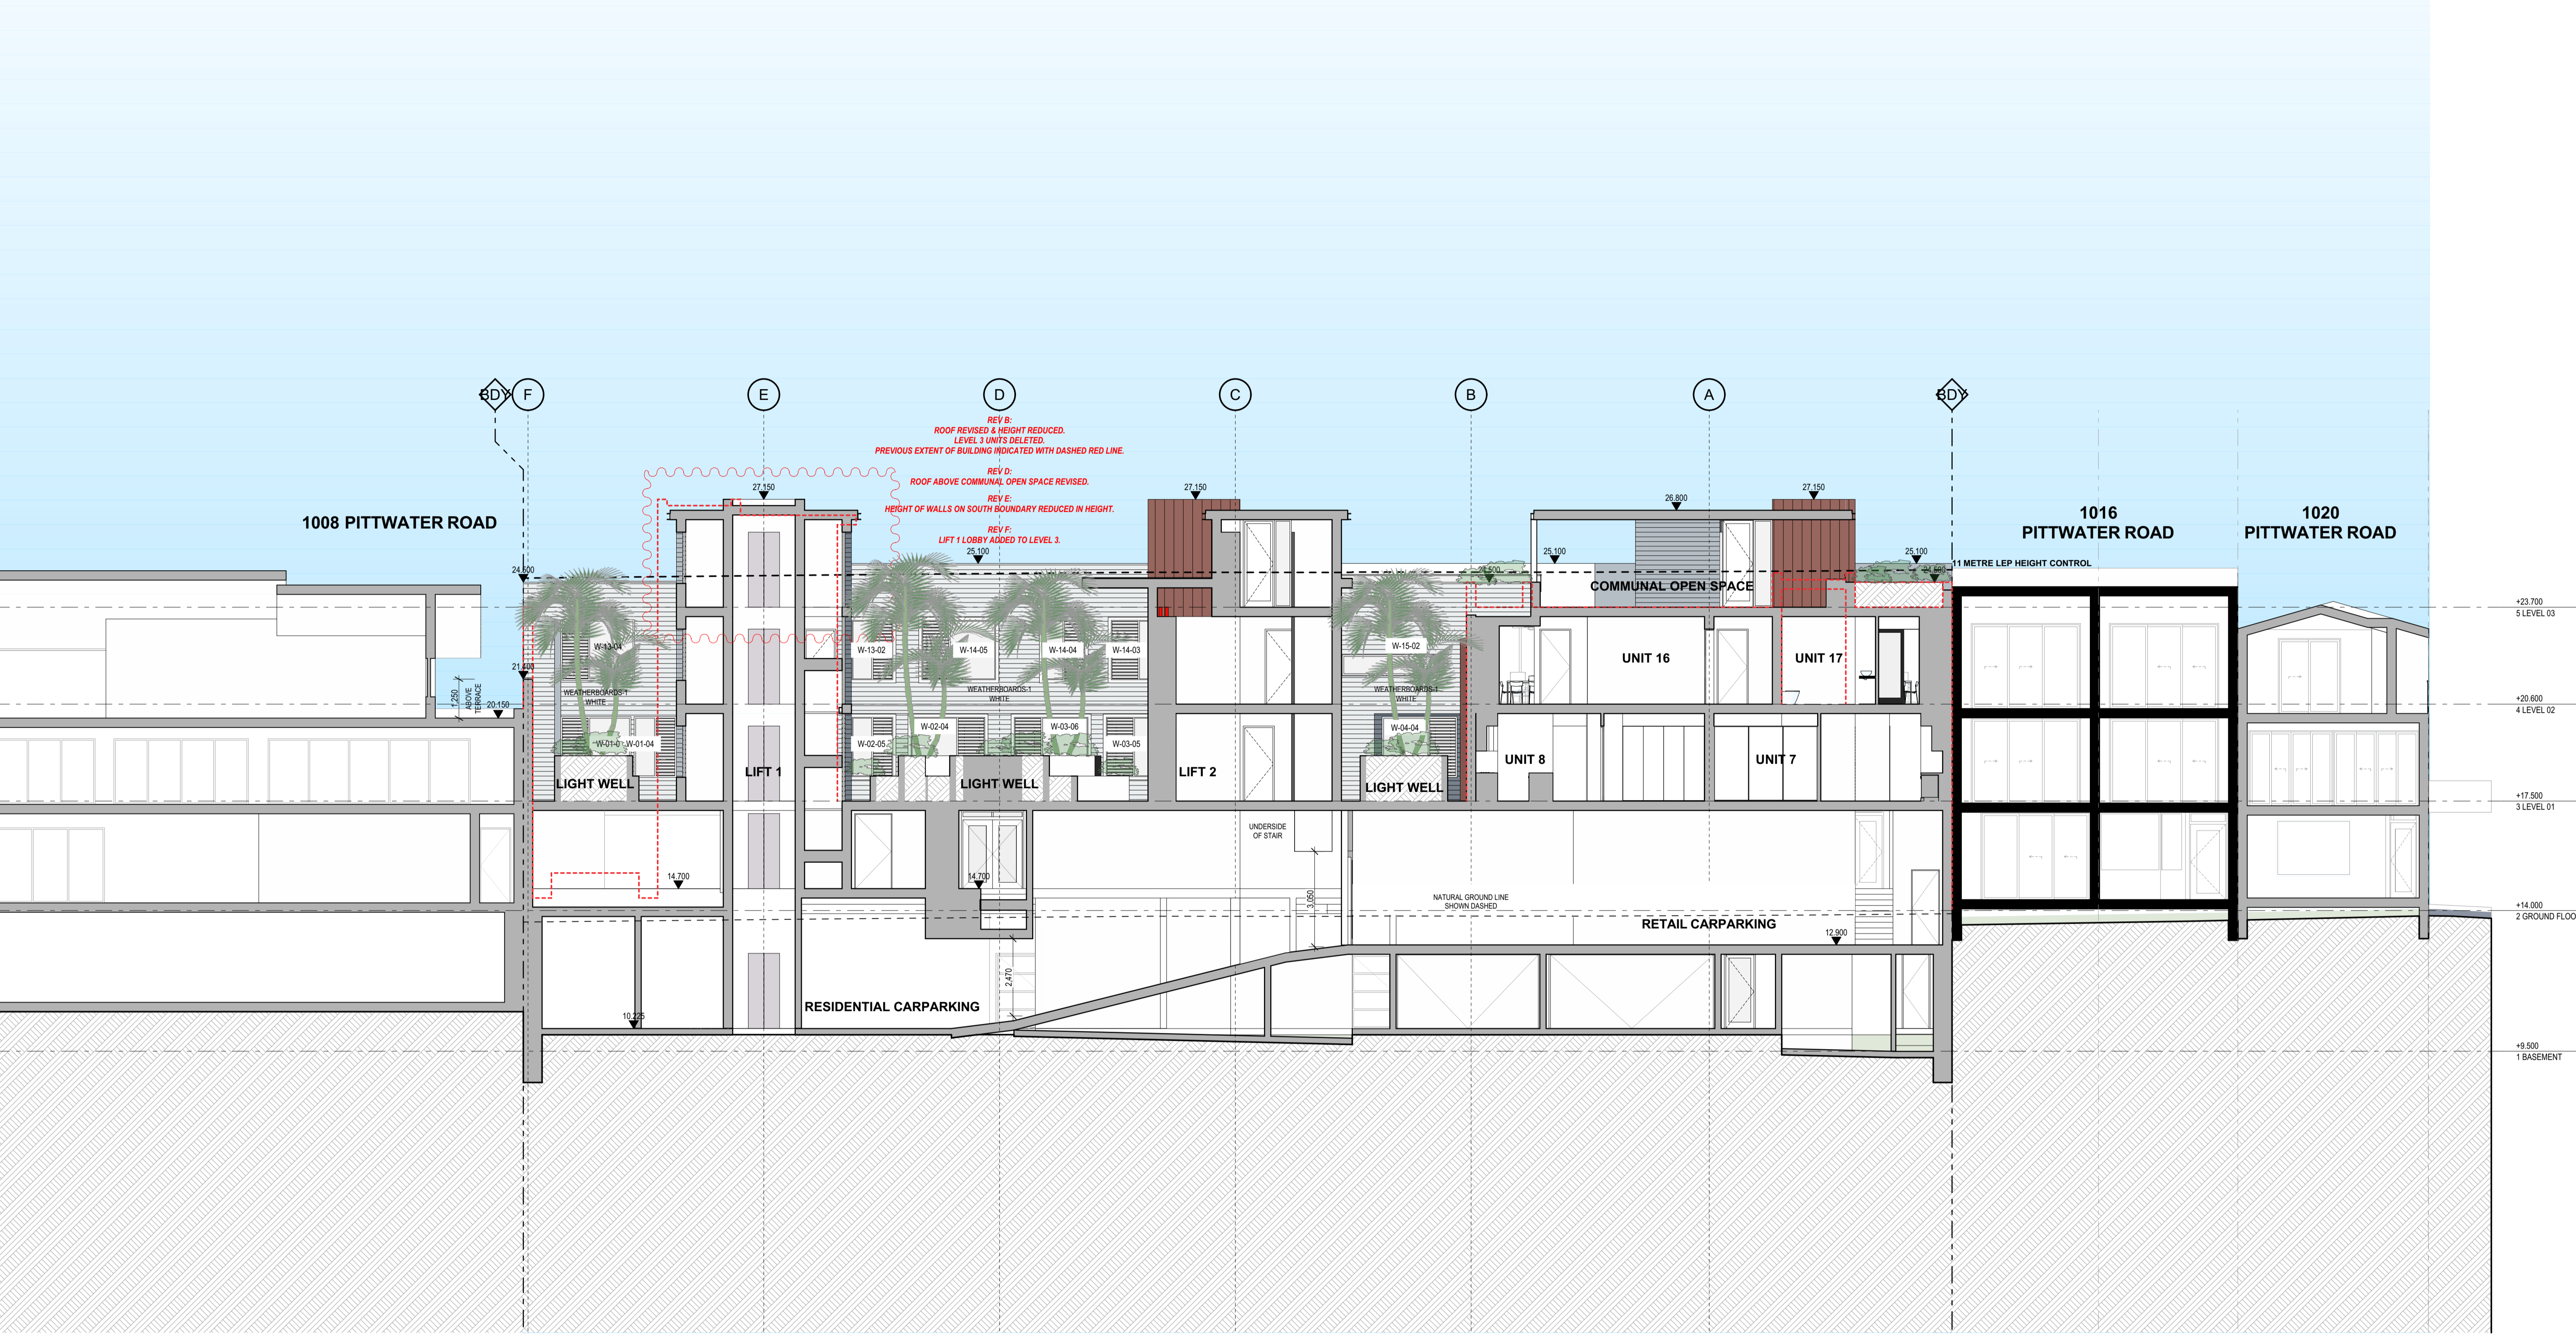 BDY
F
E
D
C
B
A
BDY
REV B:
ROOF REVISED & HEIGHT REDUCED.
LEVEL 3 UNITS DELETED.
PREVIOUS EXTENT OF BUILDING INDICATED WITH DASHED RED LINE.
REV D:
ROOF ABOVE COMMUNAL OPEN SPACE REVISED.
REV E:
HEIGHT OF WALLS ON SOUTH BOUNDARY REDUCED IN HEIGHT.
REV F:
LIFT 1 LOBBY ADDED TO LEVEL 3.
27.150
27.150
26.800
27.150
1008 PITTWATER ROAD
1016
PITTWATER ROAD
1020
PITTWATER ROAD
25.100
25.100
25.100
11 METRE LEP HEIGHT CONTROL
24.500
24.500
COMMUNAL OPEN SPACE
+23.700
5 LEVEL 03
W-13-04
W-13-02
W-14-05
W-14-04
W-14-03
W-15-02
UNIT 16
UNIT 17
21.400
1,250
ABOVE
TERRACE
20.150
WEATHERBOARDS-1
WHITE
WEATHERBOARDS-1
WHITE
WEATHERBOARDS-1
WHITE
+20.600
4 LEVEL 02
W-01-0
W-01-04
W-02-05
W-02-04
W-03-06
W-03-05
W-04-04
LIGHT WELL
LIFT 1
LIGHT WELL
LIFT 2
LIGHT WELL
UNIT 8
UNIT 7
+17.500
3 LEVEL 01
UNDERSIDE
OF STAIR
14.700
14.700
3,050
NATURAL GROUND LINE
SHOWN DASHED
+14.000
2 GROUND FLOO
RETAIL CARPARKING
12.900
2,470
RESIDENTIAL CARPARKING
10.225
+9.500
1 BASEMENT